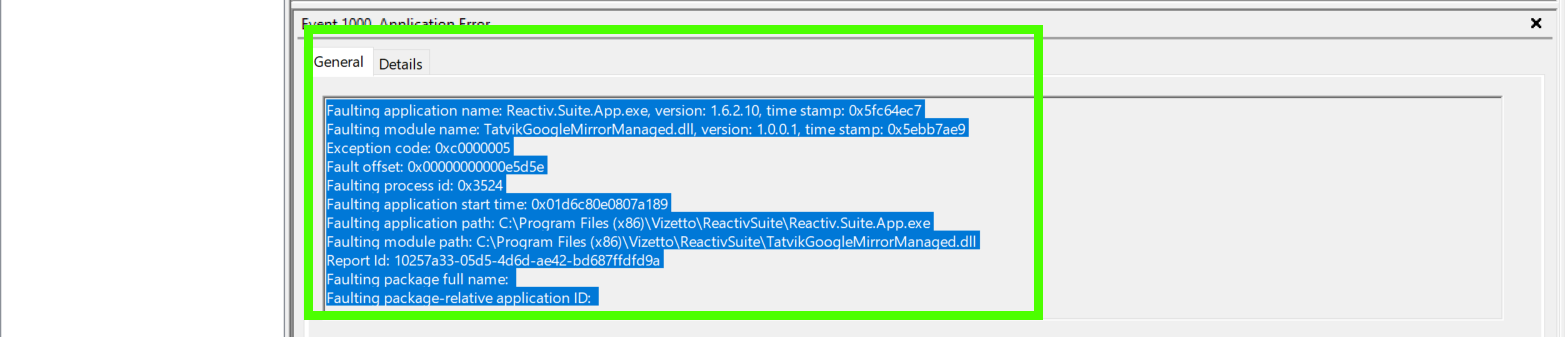 Event 1000, Application Error
General
Details
Faulting application name: Reactiv.Suite.App.exe, version: 1.6.2.10, time stamp: 0x5fc64ec7
Faulting module name: TatvikGoogleMirrorManaged.dll, version: 1.0.0.1, time stamp: 0x5ebb7ae9
Exception code: 0xc0000005
Fault offset: 0x00000000000e5d5e
Faulting process id: 0x3524
Faulting application start time: 0x01d6c80e0807a189
Faulting application path: C:\Program Files (x86)\Vizetto\ReactivSuite\Reactiv.Suite.App.exe
Faulting module path: C:\Program Files (x86)\Vizetto\ReactivSuite\TatvikGoogleMirrorManaged.dll
Report Id: 10257a33-05d5-4d6d-ae42-bd687ffdfd9a
Faulting package full name:
Faulting package-relative application ID: